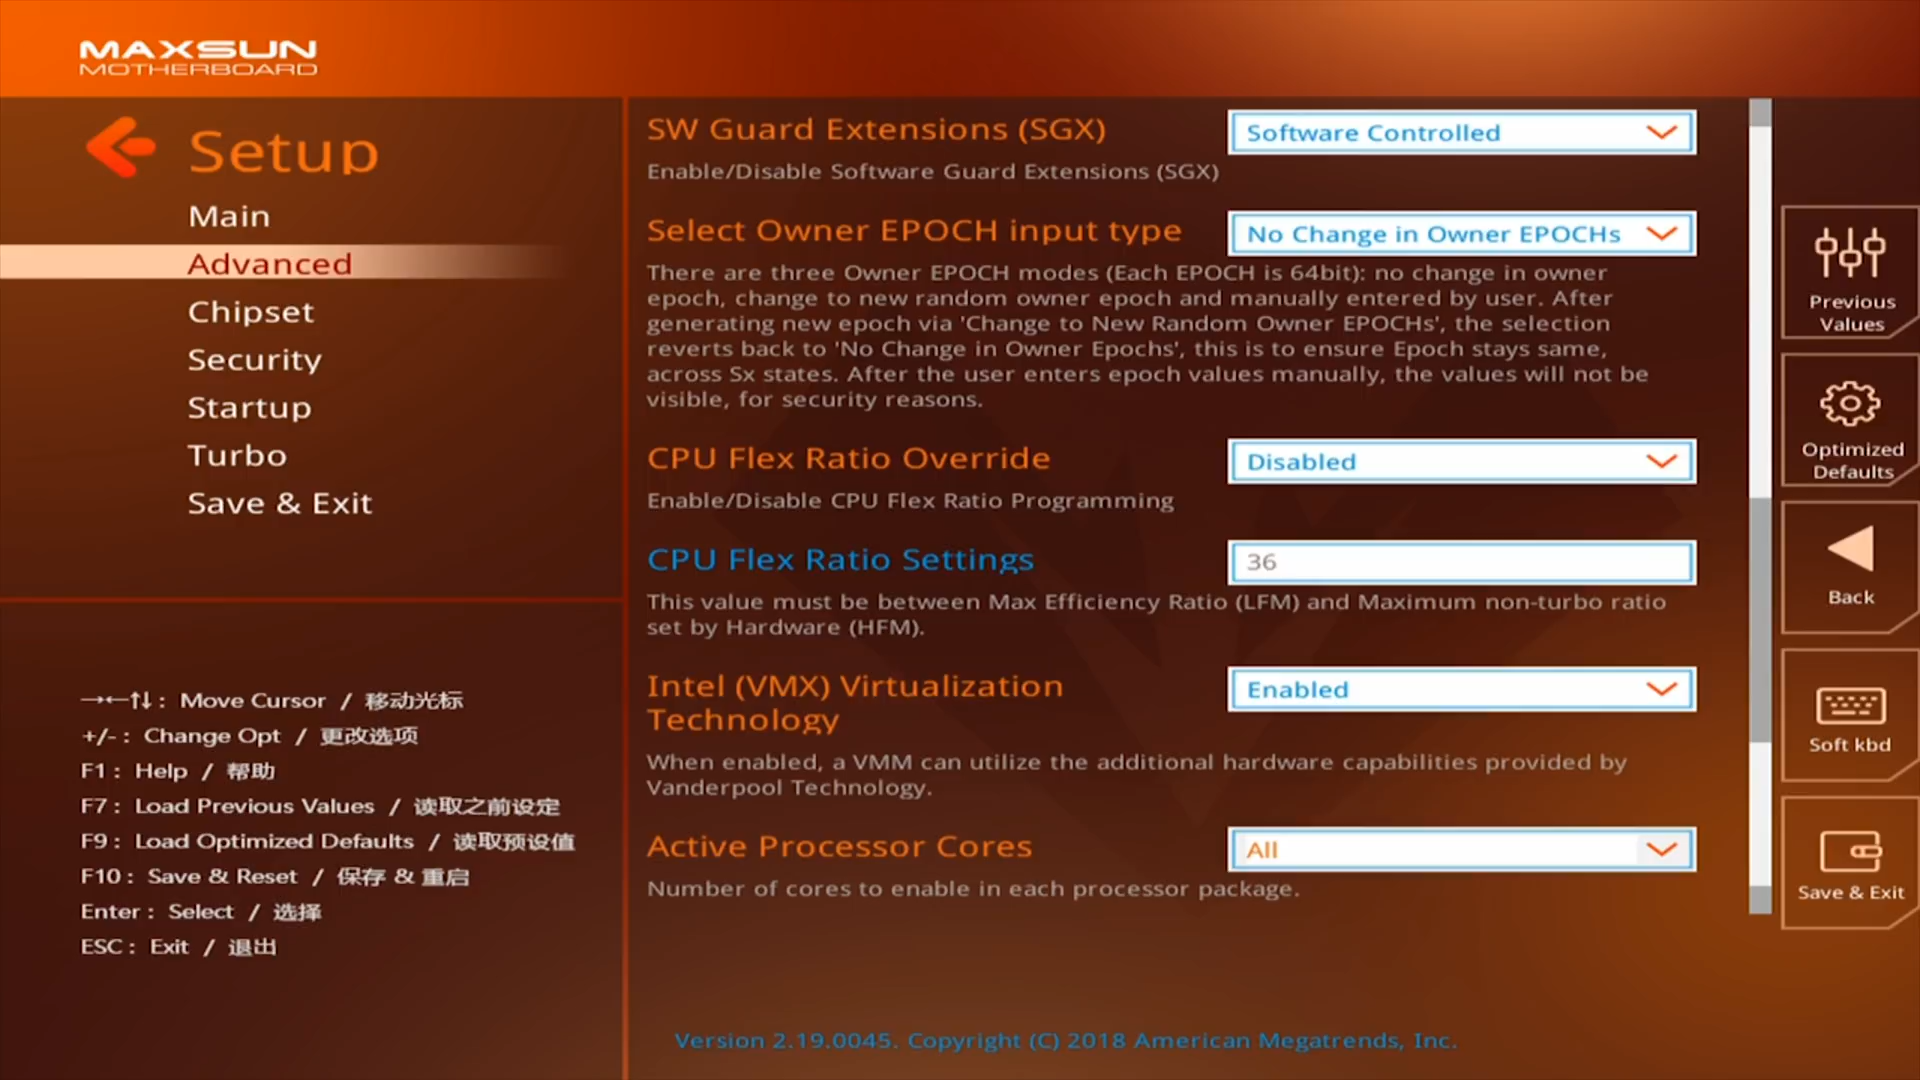 MAXSUN
MOTHERBOARD
Setup
Main
Advanced
Chipset
Security
Startup
Turbo
Save & Exit
→←↑↓ : Move Cursor / 移动光标
+/- : Change Opt / 更改选项
F1 : Help / 帮助
F7 : Load Previous Values / 读取之前设定
F9 : Load Optimized Defaults / 读取预设值
F10 : Save & Reset / 保存 & 重启
Enter : Select / 选择
ESC : Exit / 退出
SW Guard Extensions (SGX)
Software Controlled
Enable/Disable Software Guard Extensions (SGX)
Select Owner EPOCH input type
No Change in Owner EPOCHs
There are three Owner EPOCH modes (Each EPOCH is 64bit): no change in owner
epoch, change to new random owner epoch and manually entered by user. After
generating new epoch via 'Change to New Random Owner EPOCHs', the selection
reverts back to 'No Change in Owner Epochs', this is to ensure Epoch stays same,
across Sx states. After the user enters epoch values manually, the values will not be
visible, for security reasons.
CPU Flex Ratio Override
Disabled
Enable/Disable CPU Flex Ratio Programming
CPU Flex Ratio Settings
36
This value must be between Max Efficiency Ratio (LFM) and Maximum non-turbo ratio
set by Hardware (HFM).
Intel (VMX) Virtualization
Technology
Enabled
When enabled, a VMM can utilize the additional hardware capabilities provided by
Vanderpool Technology.
Active Processor Cores
All
Number of cores to enable in each processor package.
Version 2.19.0045. Copyright (C) 2018 American Megatrends, Inc.
Previous
Values
Optimized
Defaults
Back
Soft kbd
Save & Exit